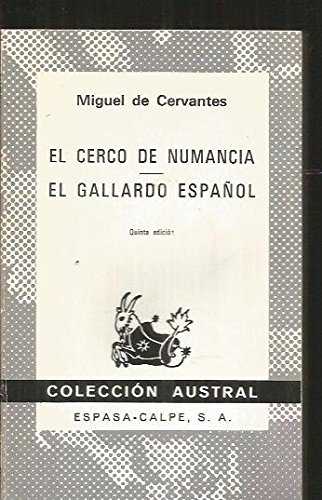 Miguel de Cervantes
EL CERCO DE NUMANCIA
EL GALLARDO ESPAÑOL
Quinta edición
COLECCIÓN AUSTRAL
ESPASA-CALPE, S. A.